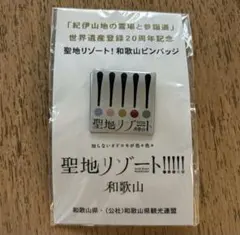 「紀伊山地の霊場と参詣道」
世界遺産登録20周年記念
聖地リゾート！和歌山ピンバッジ
聖地リゾート
聖地リゾート!!!!!
和歌山
和歌山県・(公社)和歌山県観光連盟